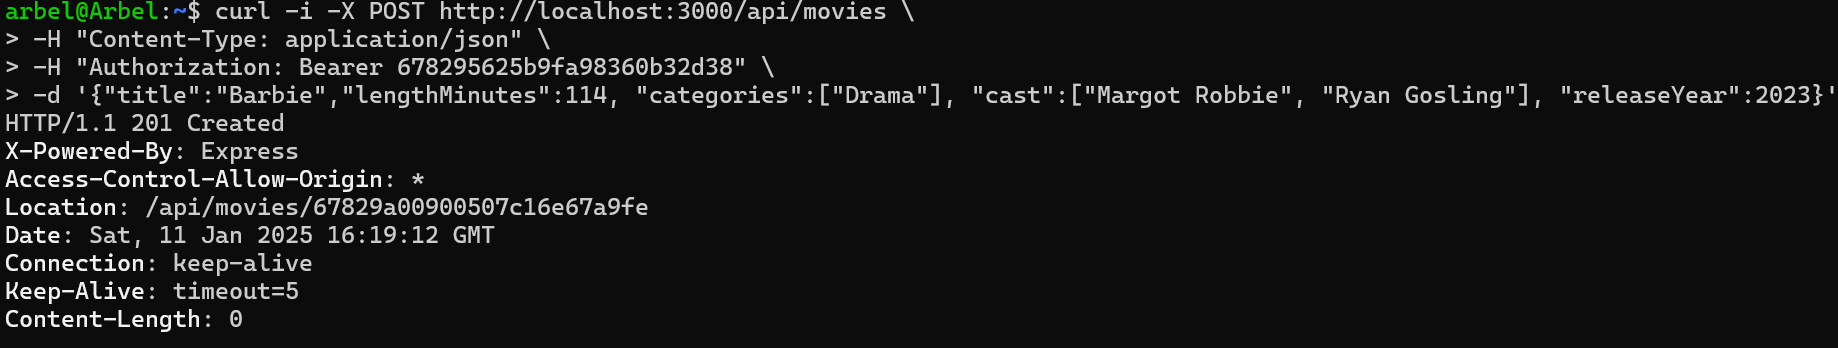 arbel@Arbel:~$ curl -i -X POST http://localhost:3000/api/movies \
> -H "Content-Type: application/json" \
> -H "Authorization: Bearer 678295625b9fa98360b32d38" \
> -d '{"title":"Barbie","lengthMinutes":114, "categories":["Drama"], "cast":["Margot Robbie", "Ryan Gosling"], "releaseYear":2023}'
HTTP/1.1 201 Created
X-Powered-By: Express
Access-Control-Allow-Origin: *
Location: /api/movies/67829a00900507c16e67a9fe
Date: Sat, 11 Jan 2025 16:19:12 GMT
Connection: keep-alive
Keep-Alive: timeout=5
Content-Length: 0